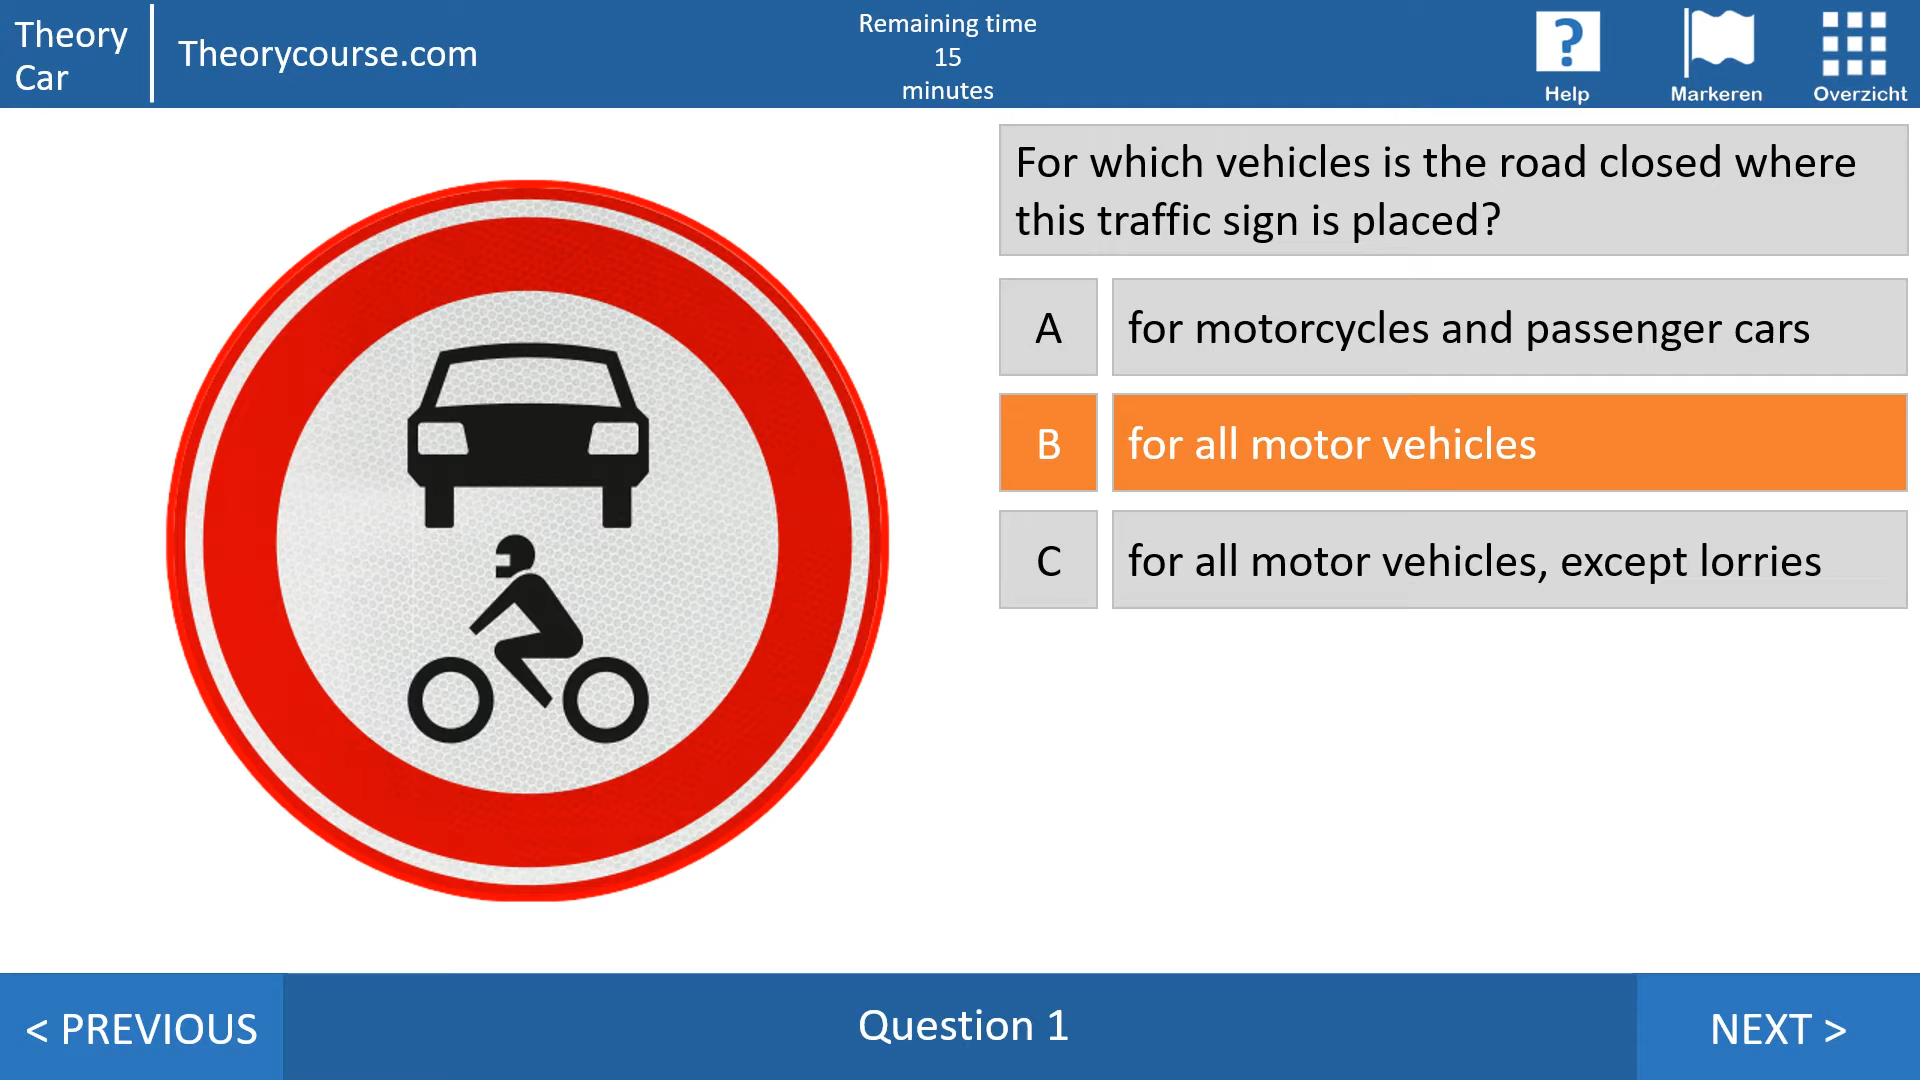 Theory
Car
Theorycourse.com
Remaining time
15
minutes
?
Help
Markeren
Overzicht
For which vehicles is the road closed where
this traffic sign is placed?
A
for motorcycles and passenger cars
B
for all motor vehicles
C
for all motor vehicles, except lorries
< PREVIOUS
Question 1
NEXT >